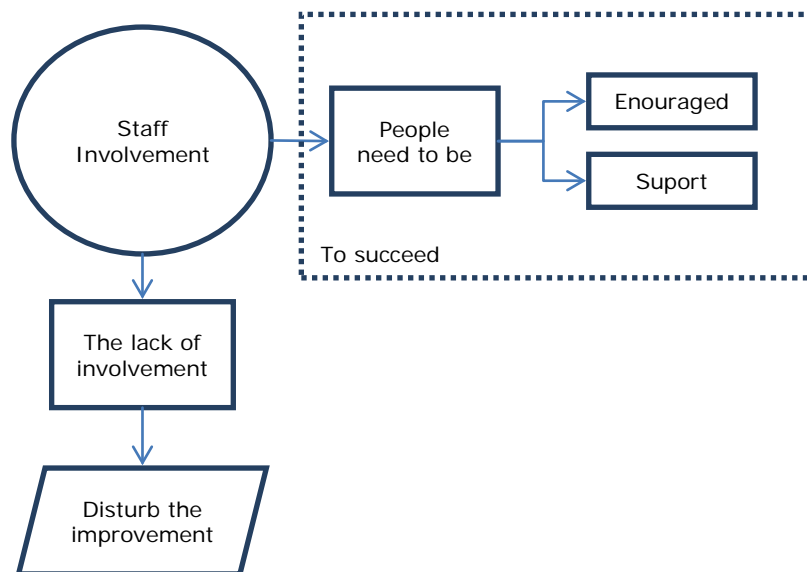 Staff
Involvement
People
need to be
Enouraged
Suport
To succeed
The lack of
involvement
Disturb the
improvement